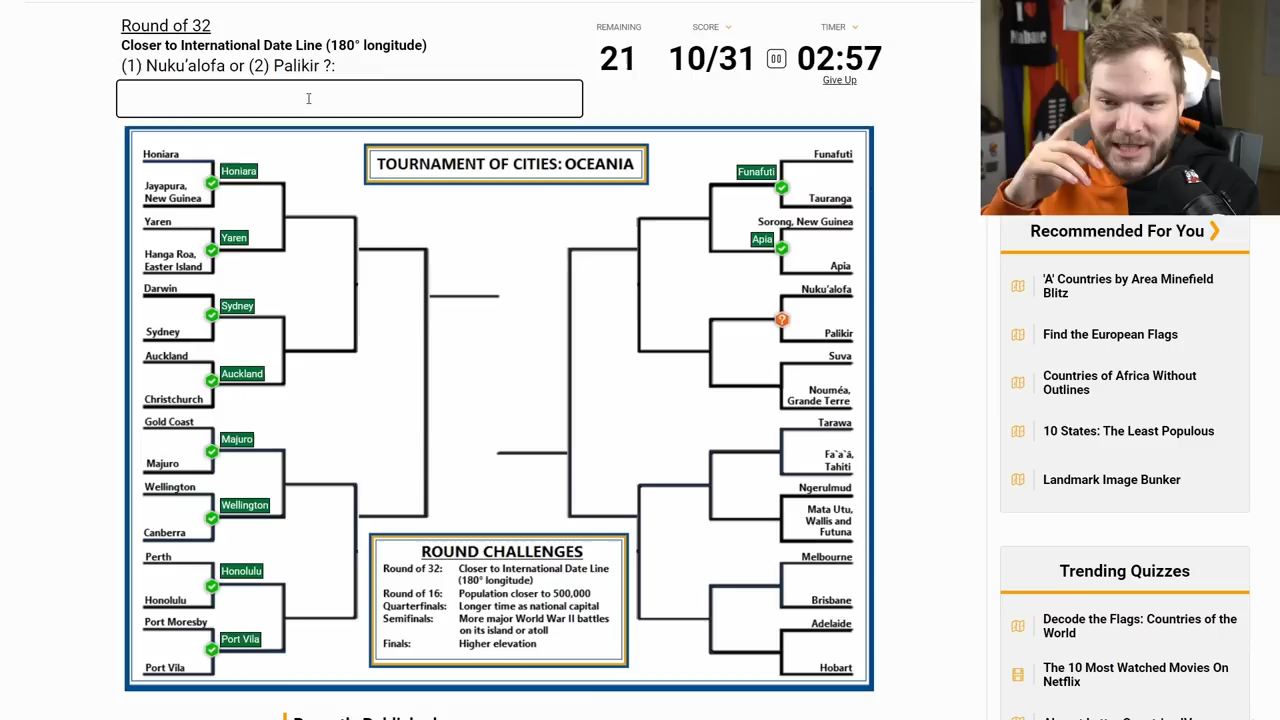 Round of 32
Closer to International Date Line (180° longitude)
(1) Nuku'alofa or (2) Palikir ?:
REMAINING
21
SCORE
10/31
TIMER
02:57
Give Up
TOURNAMENT OF CITIES: OCEANIA
Honiara
Honiara
Jayapura,
New Guinea
Yaren
Yaren
Hanga Roa,
Easter Island
Darwin
Sydney
Sydney
Auckland
Auckland
Christchurch
Gold Coast
Majuro
Majuro
Wellington
Wellington
Canberra
Perth
Honolulu
Honolulu
Port Moresby
Port Vila
Port Vila
Funafuti
Funafuti
Tauranga
Sorong, New Guinea
Apia
Apia
Nuku'alofa
?
Palikir
Suva
Nouméa,
Grande Terre
Tarawa
Fa`a`ā,
Tahiti
Ngerulmud
Mata Utu,
Wallis and
Futuna
Melbourne
Brisbane
Adelaide
Hobart
ROUND CHALLENGES
Round of 32: Closer to International Date Line
(180° longitude)
Round of 16: Population closer to 500,000
Quarterfinals: Longer time as national capital
Semifinals: More major World War II battles
on its island or atoll
Finals: Higher elevation
Recommended For You
'A' Countries by Area Minefield
Blitz
Find the European Flags
Countries of Africa Without
Outlines
10 States: The Least Populous
Landmark Image Bunker
Trending Quizzes
Decode the Flags: Countries of the
World
The 10 Most Watched Movies On
Netflix